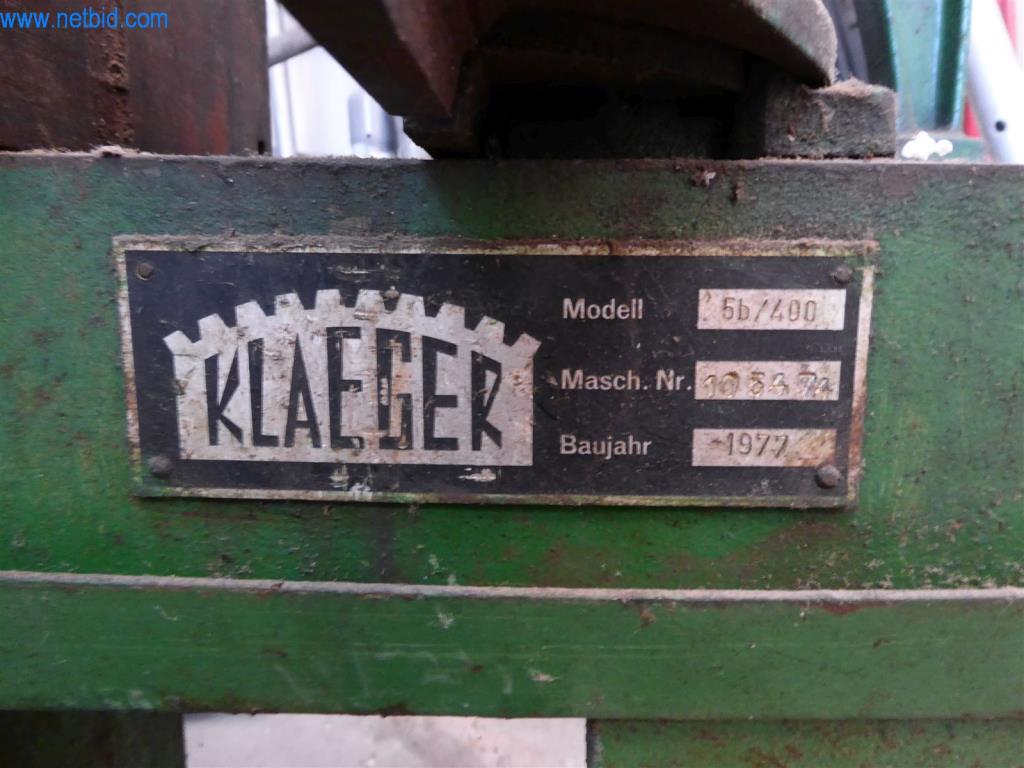 www.netbid.com
KLAEGER
Modell 5b/400
Masch. Nr.
Baujahr 1977